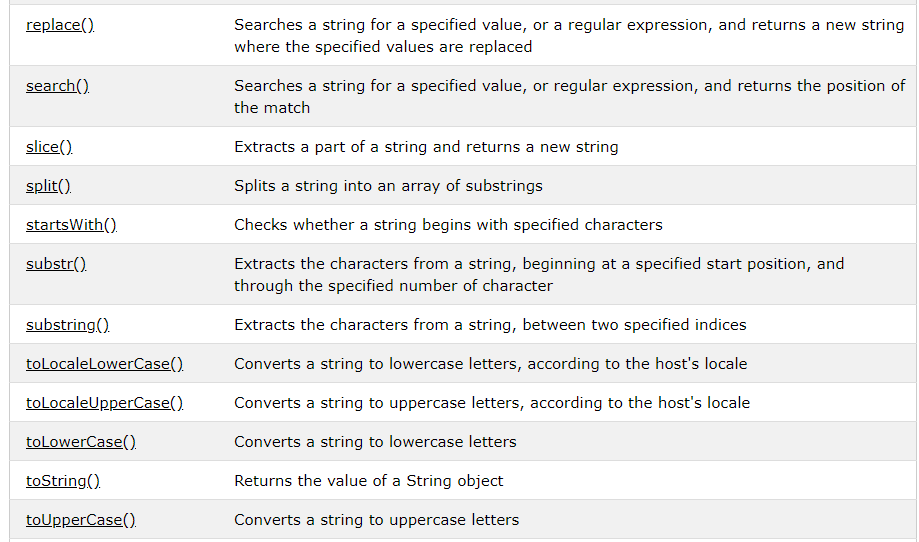 replace() Searches a string for a specified value, or a regular expression, and returns a new string
where the specified values are replaced
search() Searches a string for a specified value, or regular expression, and returns the position of
the match
slice() Extracts a part of a string and returns a new string
split() Splits a string into an array of substrings
startsWith() Checks whether a string begins with specified characters
substr() Extracts the characters from a string, beginning at a specified start position, and
through the specified number of character
substring() Extracts the characters from a string, between two specified indices
toLocaleLowerCase() Converts a string to lowercase letters, according to the host's locale
toLocaleUpperCase() Converts a string to uppercase letters, according to the host's locale
toLowerCase() Converts a string to lowercase letters
toString() Returns the value of a String object
toUpperCase() Converts a string to uppercase letters